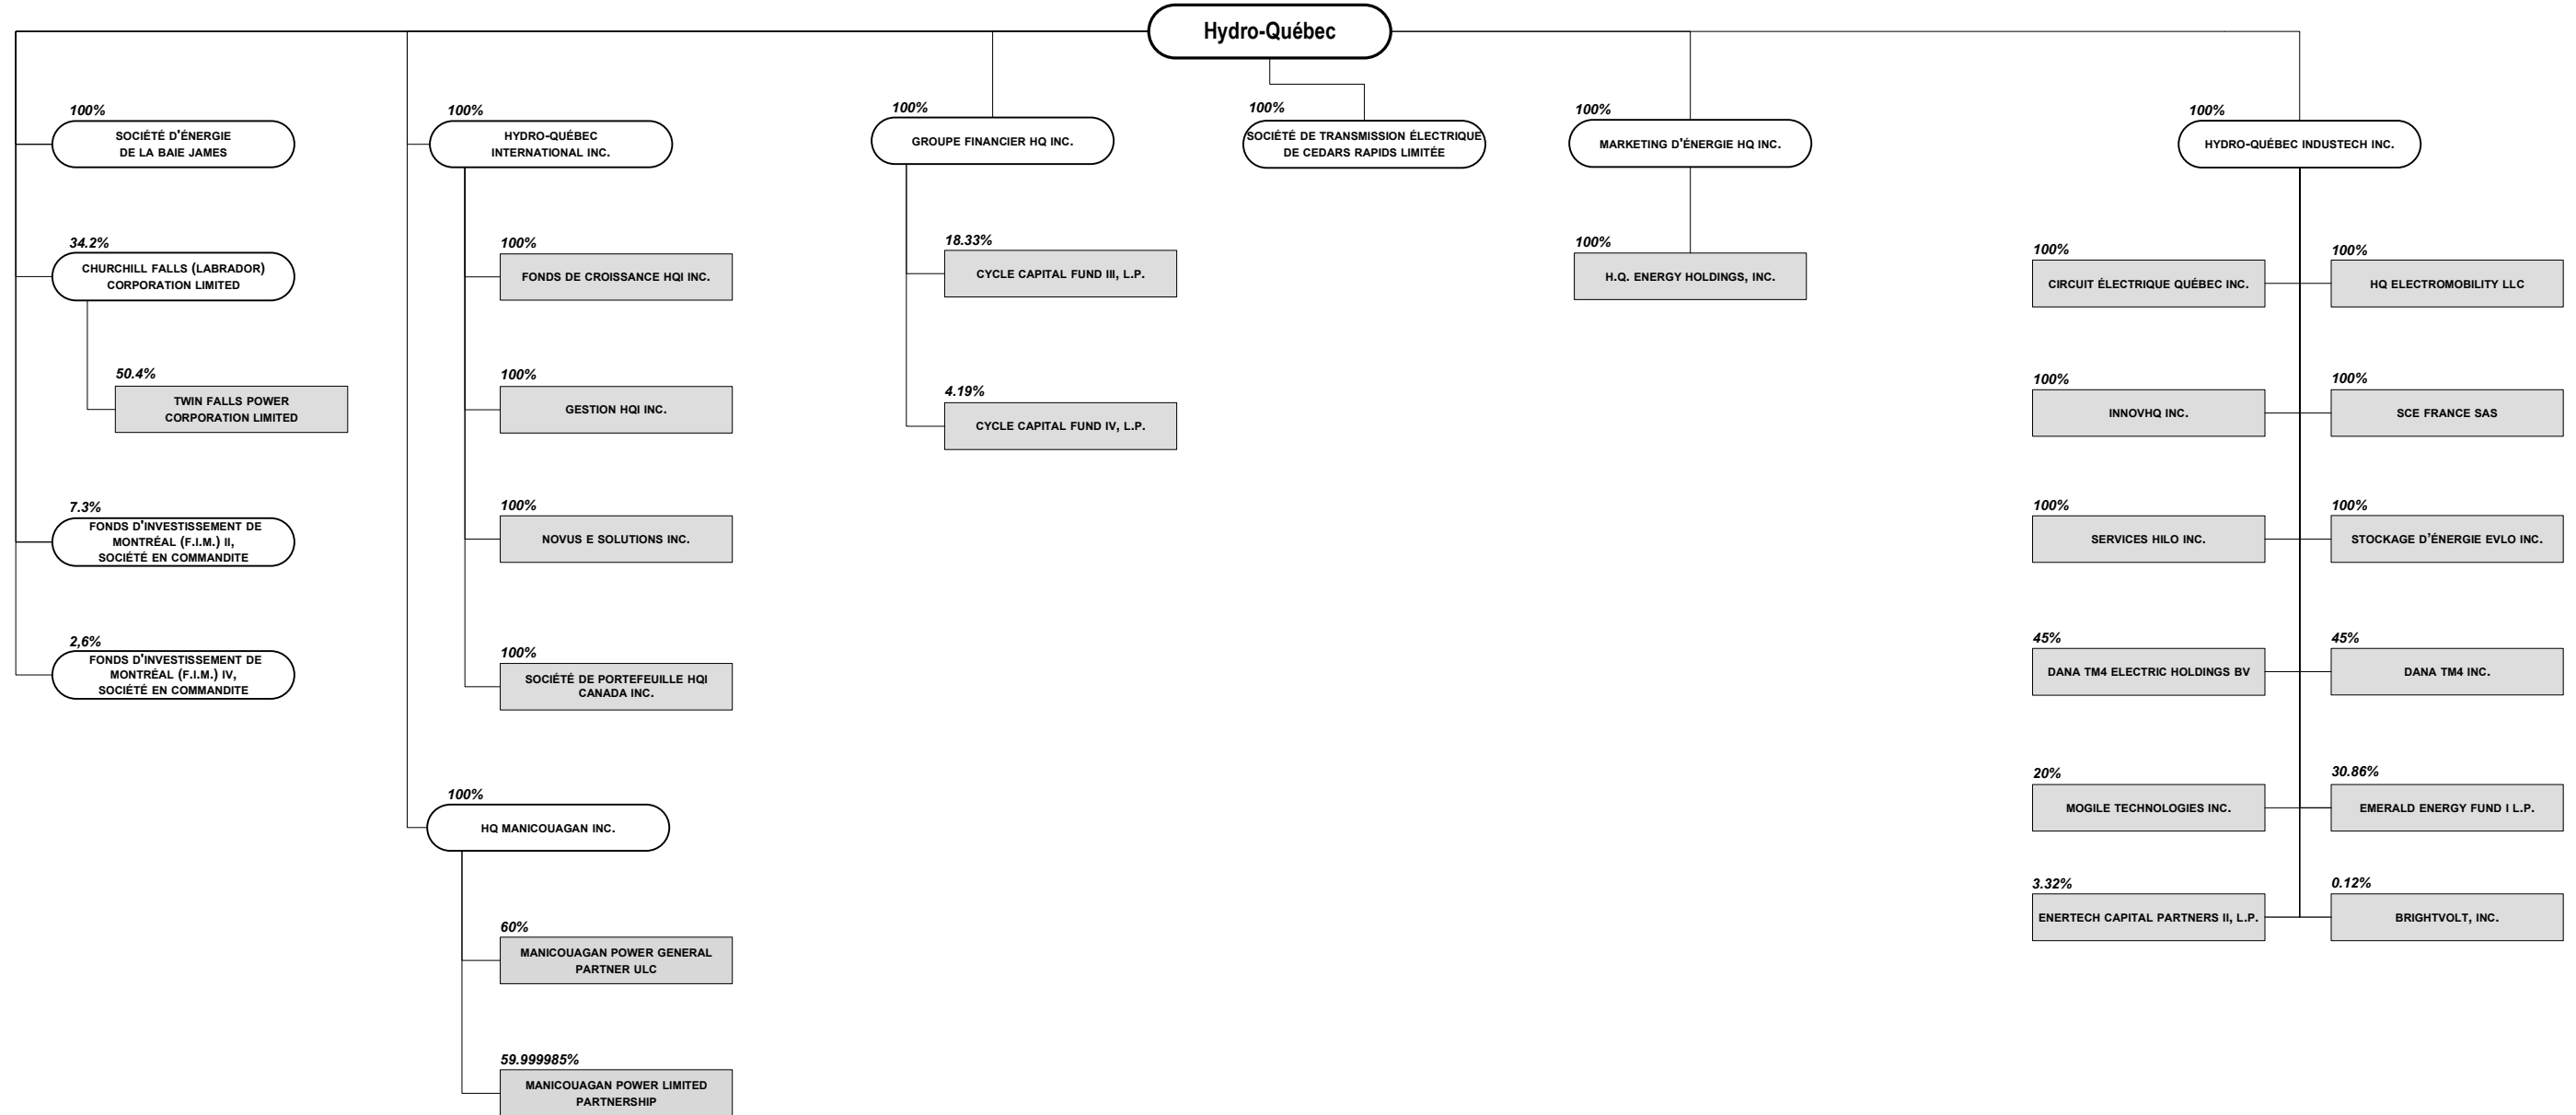 Hydro-Québec
100%
SOCIÉTÉ D'ÉNERGIE
DE LA BAIE JAMES
34.2%
CHURCHILL FALLS (LABRADOR)
CORPORATION LIMITED
50.4%
TWIN FALLS POWER
CORPORATION LIMITED
7.3%
FONDS D'INVESTISSEMENT DE
MONTRÉAL (F.I.M.) II,
SOCIÉTÉ EN COMMANDITE
2,6%
FONDS D'INVESTISSEMENT DE
MONTRÉAL (F.I.M.) IV,
SOCIÉTÉ EN COMMANDITE
100%
HYDRO-QUÉBEC
INTERNATIONAL INC.
100%
FONDS DE CROISSANCE HQI INC.
100%
GESTION HQI INC.
100%
NOVUS E SOLUTIONS INC.
100%
SOCIÉTÉ DE PORTEFEUILLE HQI
CANADA INC.
100%
HQ MANICOUAGAN INC.
60%
MANICOUAGAN POWER GENERAL
PARTNER ULC
59.999985%
MANICOUAGAN POWER LIMITED
PARTNERSHIP
100%
GROUPE FINANCIER HQ INC.
18.33%
CYCLE CAPITAL FUND III, L.P.
4.19%
CYCLE CAPITAL FUND IV, L.P.
100%
SOCIÉTÉ DE TRANSMISSION ÉLECTRIQUE
DE CEDARS RAPIDS LIMITÉE
100%
MARKETING D'ÉNERGIE HQ INC.
100%
H.Q. ENERGY HOLDINGS, INC.
100%
HYDRO-QUÉBEC INDUSTECH INC.
100%
CIRCUIT ÉLECTRIQUE QUÉBEC INC.
100%
HQ ELECTROMOBILITY LLC
100%
INNOVHQ INC.
100%
SCE FRANCE SAS
100%
SERVICES HILO INC.
100%
STOCKAGE D’ÉNERGIE EVLO INC.
45%
DANA TM4 ELECTRIC HOLDINGS BV
45%
DANA TM4 INC.
20%
MOGILE TECHNOLOGIES INC.
30.86%
EMERALD ENERGY FUND I L.P.
3.32%
ENERTECH CAPITAL PARTNERS II, L.P.
0.12%
BRIGHTVOLT, INC.